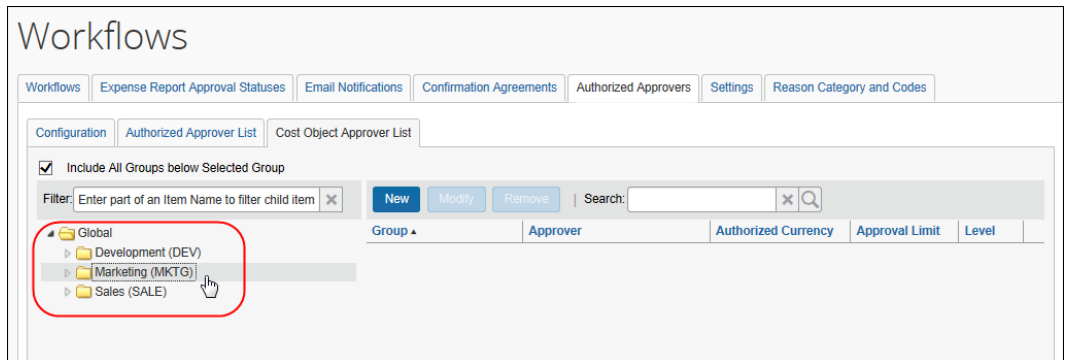 Workflows
Workflows Expense Report Approval Statuses Email Notifications Confirmation Agreements Authorized Approvers Settings Reason Category and Codes
Configuration Authorized Approver List Cost Object Approver List
Include All Groups below Selected Group
Filter: Enter part of an Item Name to filter child item New Modify Remove | Search:
Global Group Approver Authorized Currency Approval Limit Level
Development (DEV)
Marketing (MKTG)
Sales (SALE)